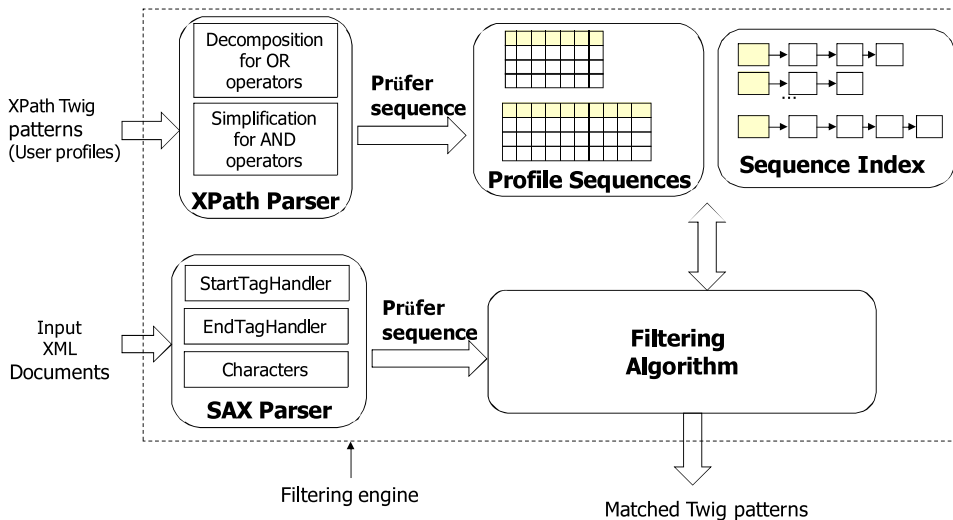 Decomposition
for OR
operators
Simplification
for AND
operators
XPath Parser
XPath Twig
patterns
(User profiles)
Prüfer
sequence
Profile Sequences
...
Sequence Index
StartTagHandler
EndTagHandler
Characters
SAX Parser
Input
XML
Documents
Prüfer
sequence
Filtering
Algorithm
Filtering engine
Matched Twig patterns